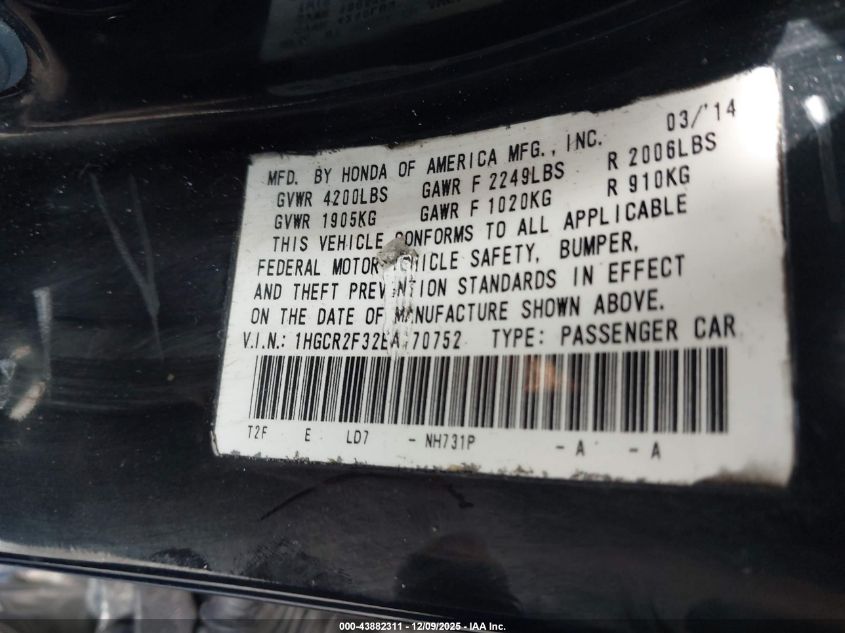 03/'14
MFD. BY HONDA OF AMERICA MFG., INC.
GVWR 4200LBS GAWR F 2249LBS R 2006LBS
GVWR 1905KG GAWR F 1020KG R 910KG
THIS VEHICLE CONFORMS TO ALL APPLICABLE
FEDERAL MOTOR VEHICLE SAFETY, BUMPER,
AND THEFT PREVENTION STANDARDS IN EFFECT
ON THE DATE OF MANUFACTURE SHOWN ABOVE.
V.I.N.: TYPE: PASSENGER CAR
T2F E LD7 - NH731P - A - A
000-43882311 - 12/09/2025 - IAA Inc.